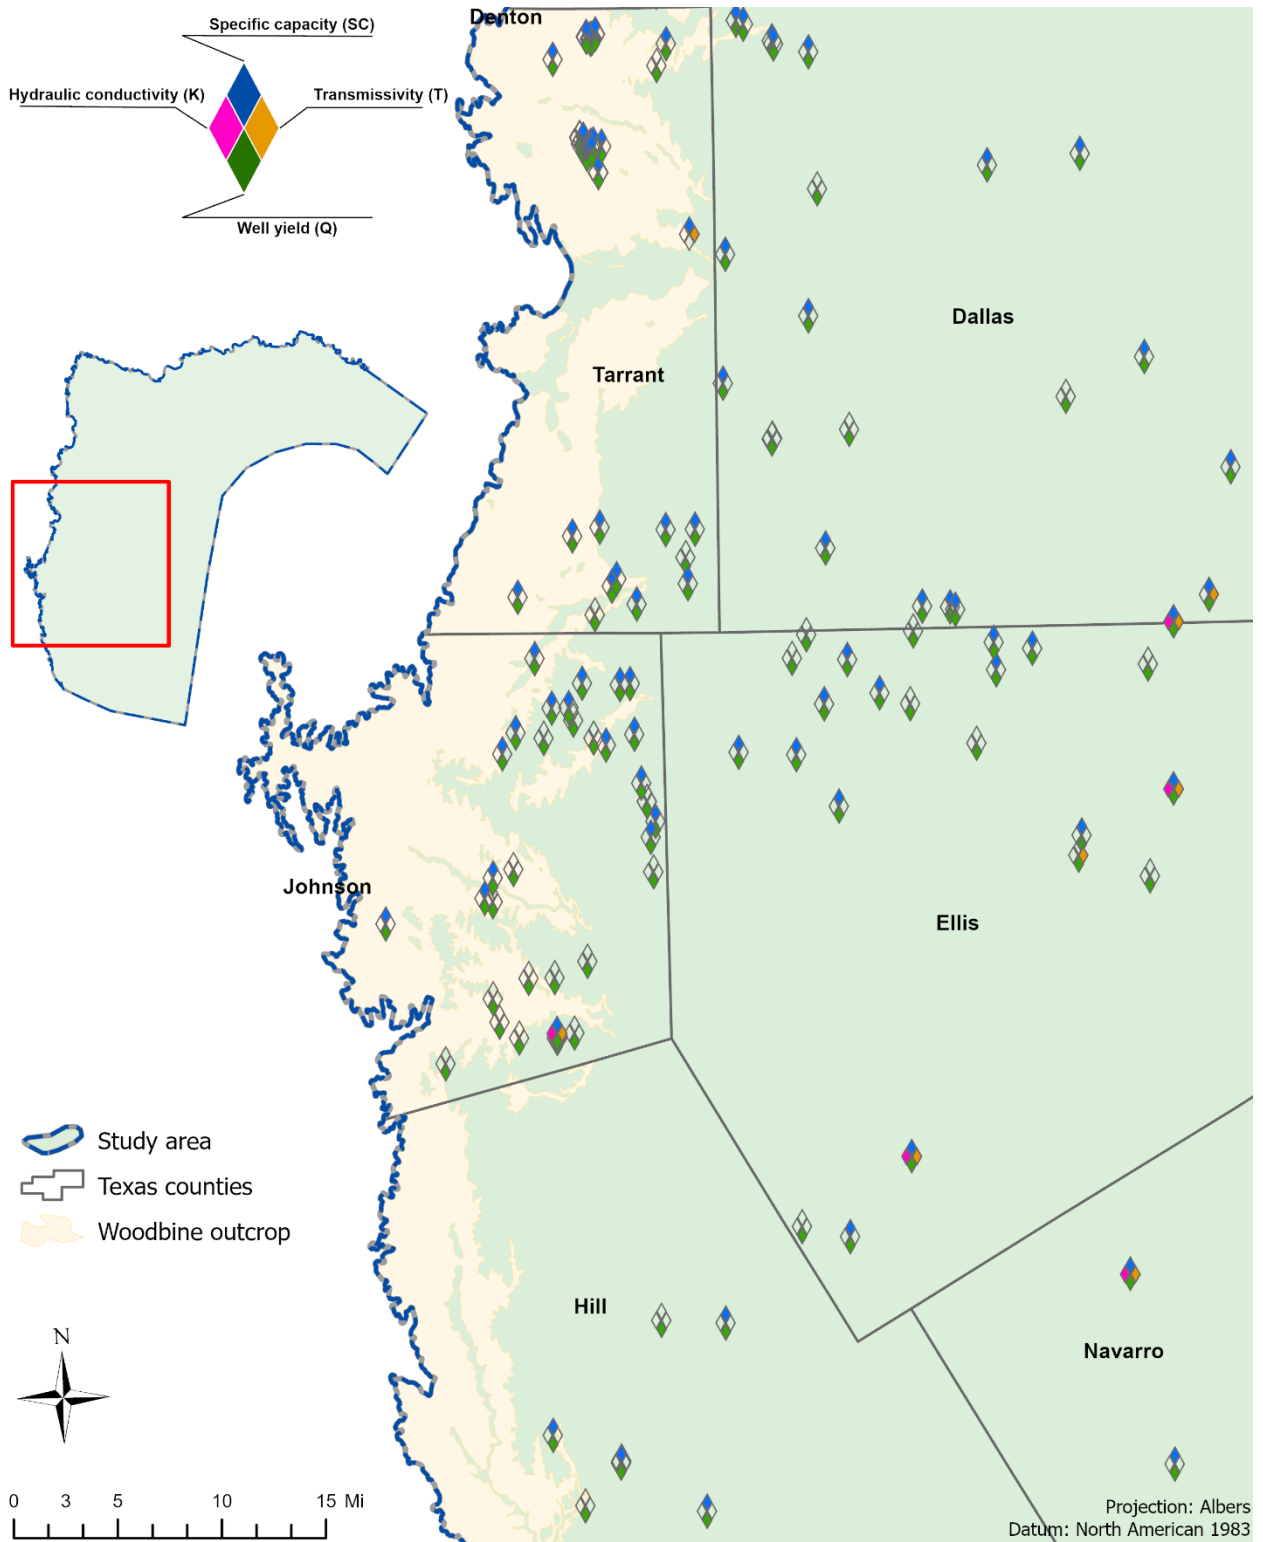 Denton
Specific capacity (SC)
Hydraulic conductivity (K)
Transmissivity (T)
Well yield (Q)
Dallas
Tarrant
Johnson
Ellis
Study area
Texas counties
Woodbine outcrop
Hill
N
Navarro
0 3 5 10 15 Mi
Projection: Albers
Datum: North American 1983